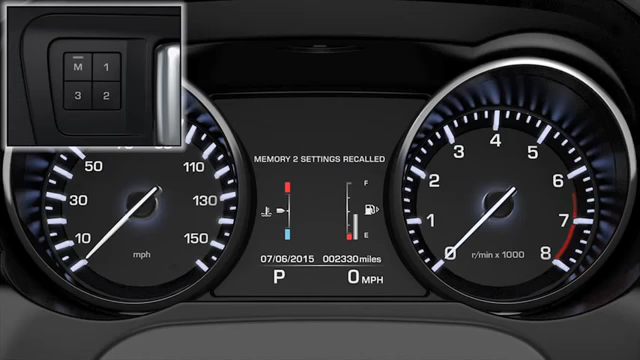 M 1
3 2
MEMORY 2 SETTINGS RECALLED
F
E
07/06/2015 002330 miles
P 0 MPH
10
30
50
110
130
150
mph
0
1
2
3
4
5
6
7
8
r/min x 1000